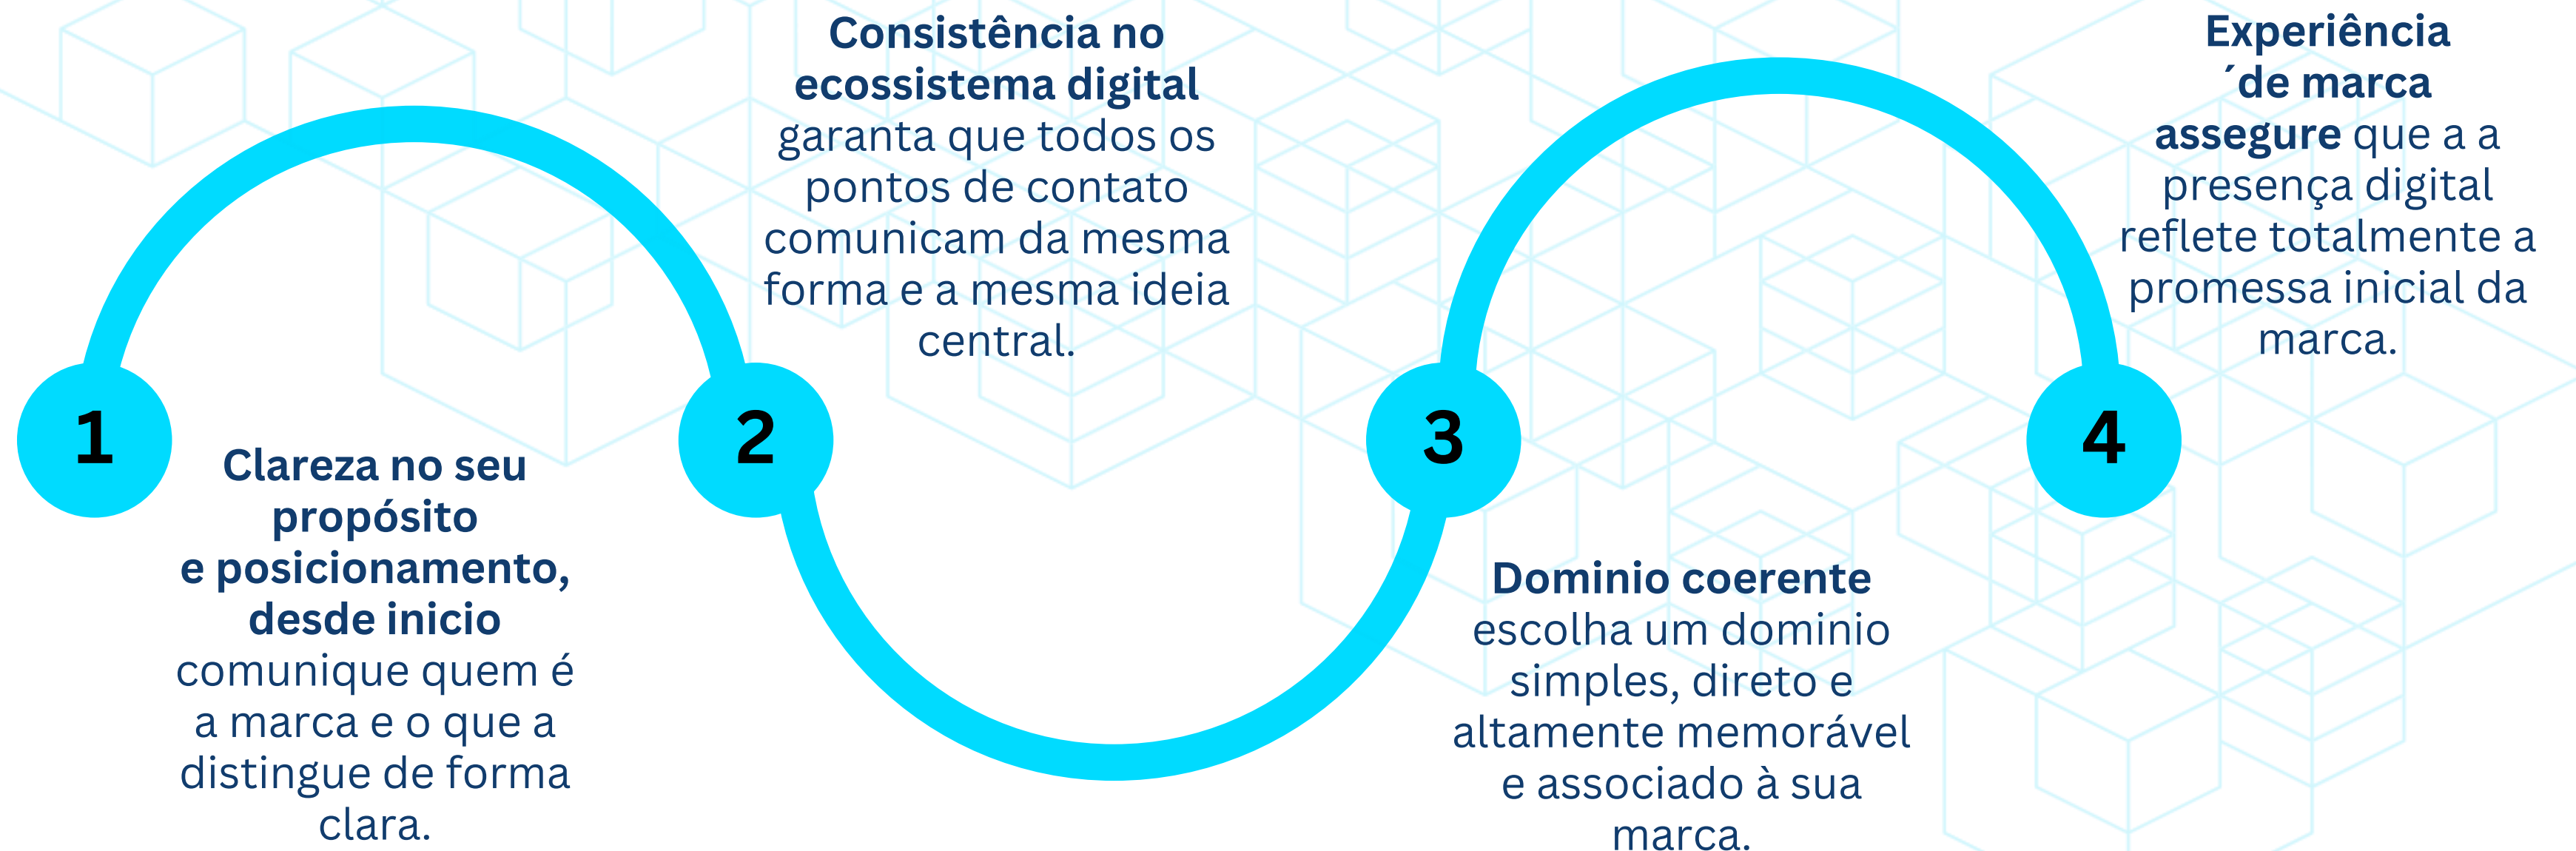 1
Clareza no seu
propósito
e posicionamento,
desde inicio
comunique quem é
a marca e o que a
distingue de forma
clara.
2
Consistência no
ecossistema digital
garanta que todos os
pontos de contato
comunicam da mesma
forma e a mesma ideia
central.
3
Dominio coerente
escolha um dominio
simples, direto e
altamente memorável
e associado à sua
marca.
4
Experiência
´de marca
assegure que a a
presença digital
reflete totalmente a
promessa inicial da
marca.